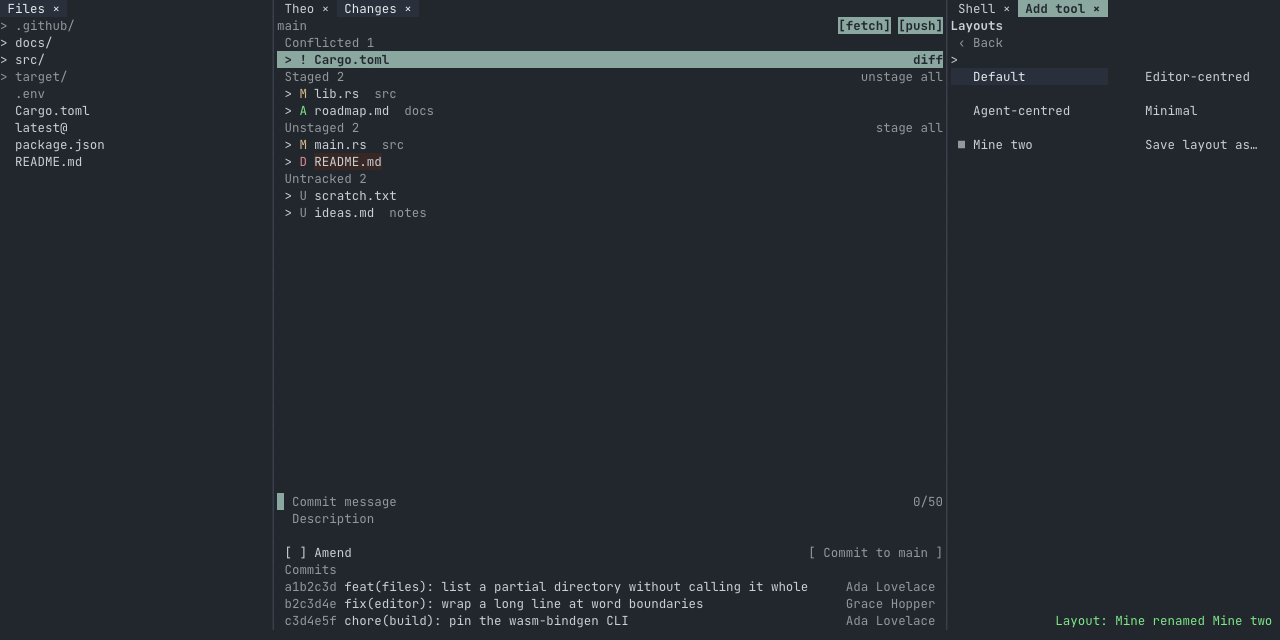 Files ×
> .github/
> docs/
> src/
> target/
.env
Cargo.toml
latest@
package.json
README.md
Theo × Changes ×
main [fetch] [push]
Conflicted 1
> ! Cargo.toml diff
Staged 2 unstage all
> M lib.rs src
> A roadmap.md docs
Unstaged 2 stage all
> M main.rs src
> D README.md
Untracked 2
> U scratch.txt
> U ideas.md notes
Commit message 0/50
Description
[ ] Amend [ Commit to main ]
Commits
a1b2c3d feat(files): list a partial directory without calling it whole Ada Lovelace
b2c3d4e fix(editor): wrap a long line at word boundaries Grace Hopper
c3d4e5f chore(build): pin the wasm-bindgen CLI Ada Lovelace
Shell × Add tool ×
Layouts
‹ Back
>
Default Editor-centred
Agent-centred Minimal
■ Mine two Save layout as…
Layout: Mine renamed Mine two